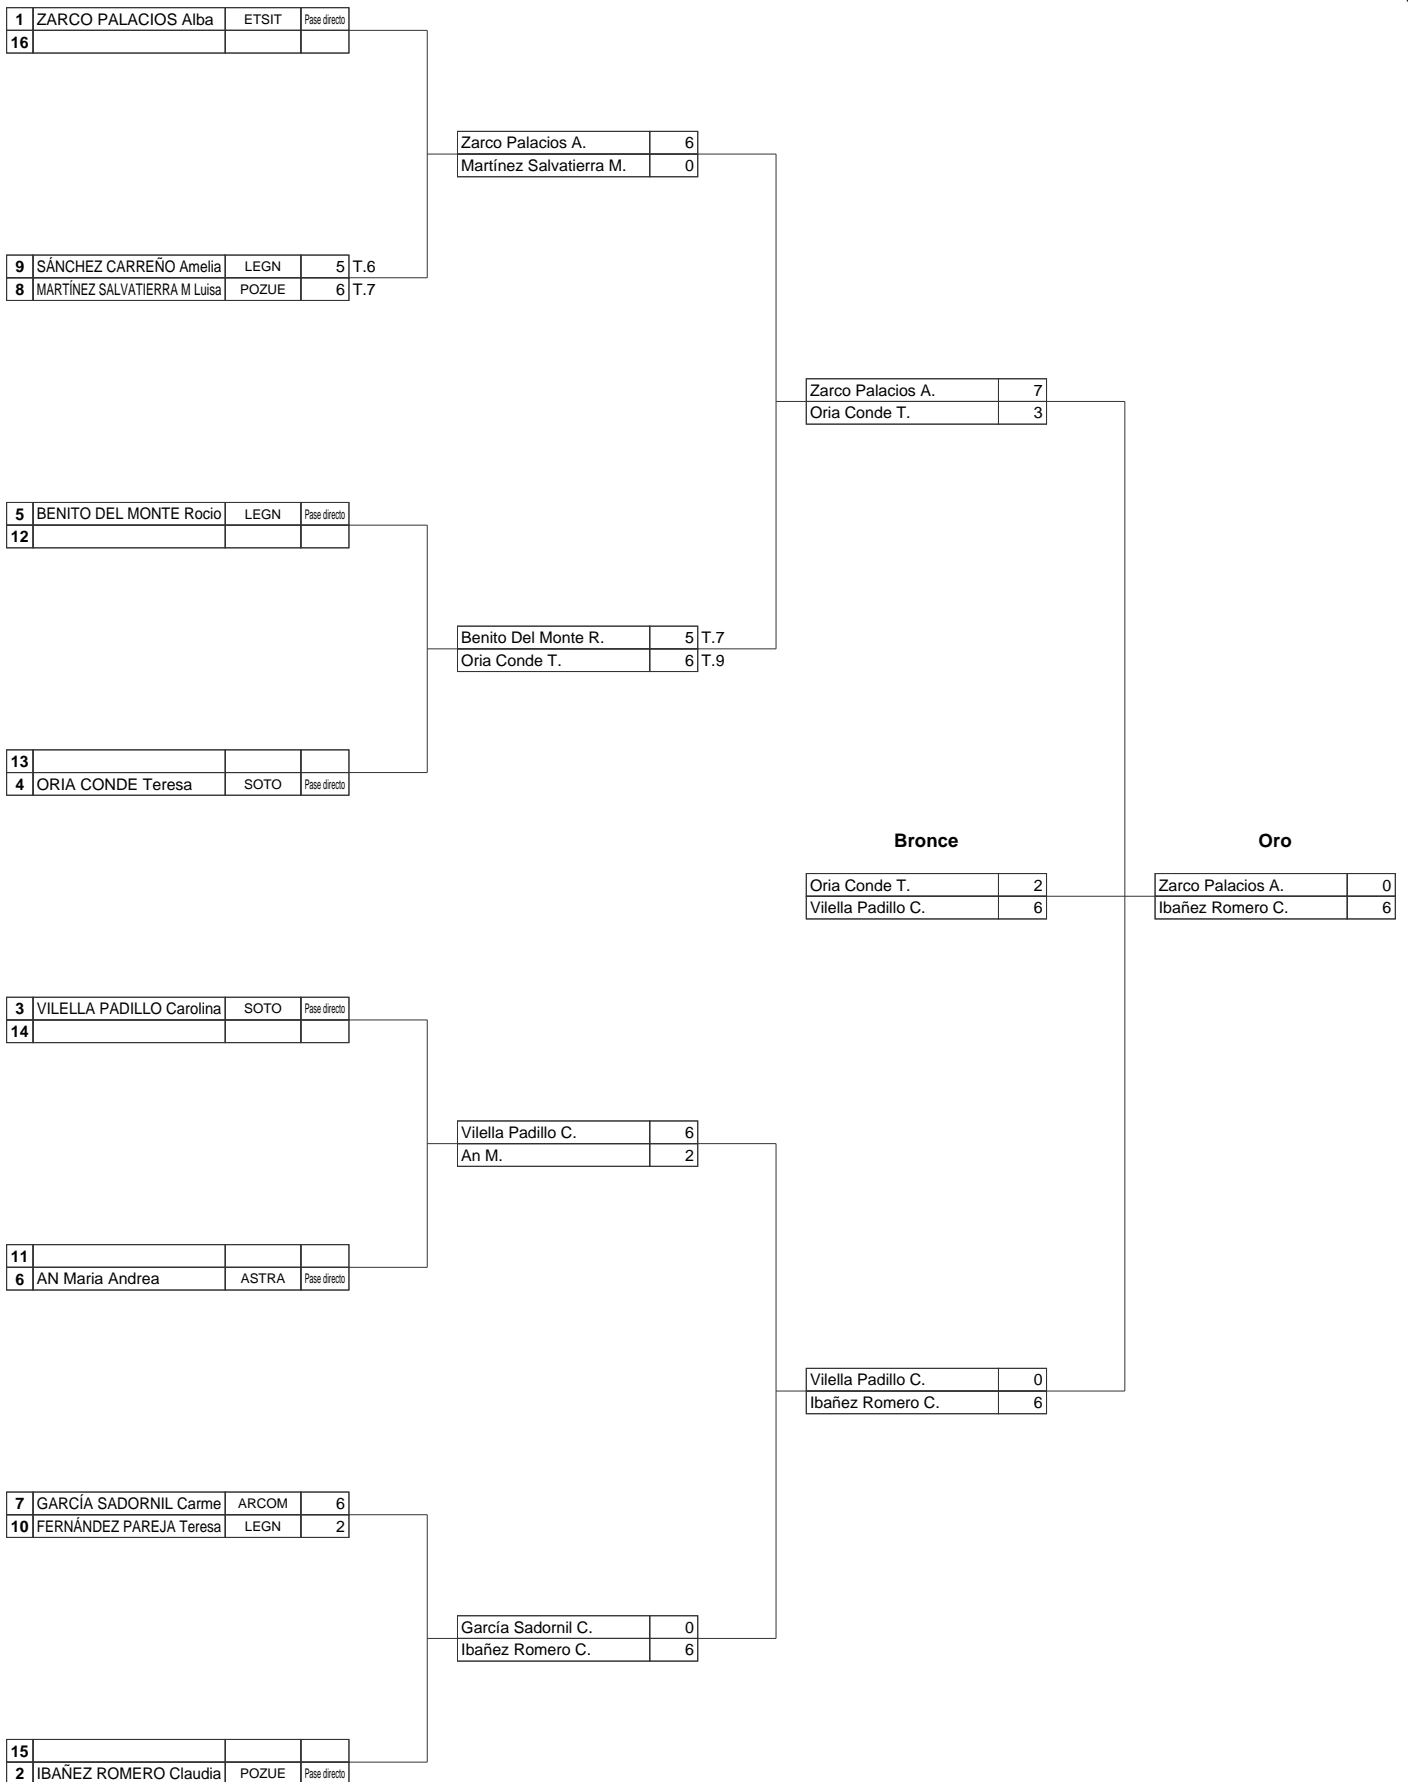 1 ZARCO PALACIOS Alba ETSIT Pase directo
16
Zarco Palacios A. 6
Martínez Salvatierra M. 0
9 SÁNCHEZ CARREÑO Amelia LEGN 5 T.6
8 MARTÍNEZ SALVATIERRA M Luisa POZUE 6 T.7
Zarco Palacios A. 7
Oria Conde T. 3
5 BENITO DEL MONTE Rocio LEGN Pase directo
12
Benito Del Monte R. 5 T.7
Oria Conde T. 6 T.9
13
4 ORIA CONDE Teresa SOTO Pase directo
Bronce Oro
Oria Conde T. 2 Zarco Palacios A. 0
Vilella Padillo C. 6 Ibañez Romero C. 6
3 VILELLA PADILLO Carolina SOTO Pase directo
14
Vilella Padillo C. 6
An M. 2
11
6 AN Maria Andrea ASTRA Pase directo
Vilella Padillo C. 0
Ibañez Romero C. 6
7 GARCÍA SADORNIL Carme ARCOM 6
10 FERNÁNDEZ PAREJA Teresa LEGN 2
García Sadornil C. 0
Ibañez Romero C. 6
15
2 IBAÑEZ ROMERO Claudia POZUE Pase directo